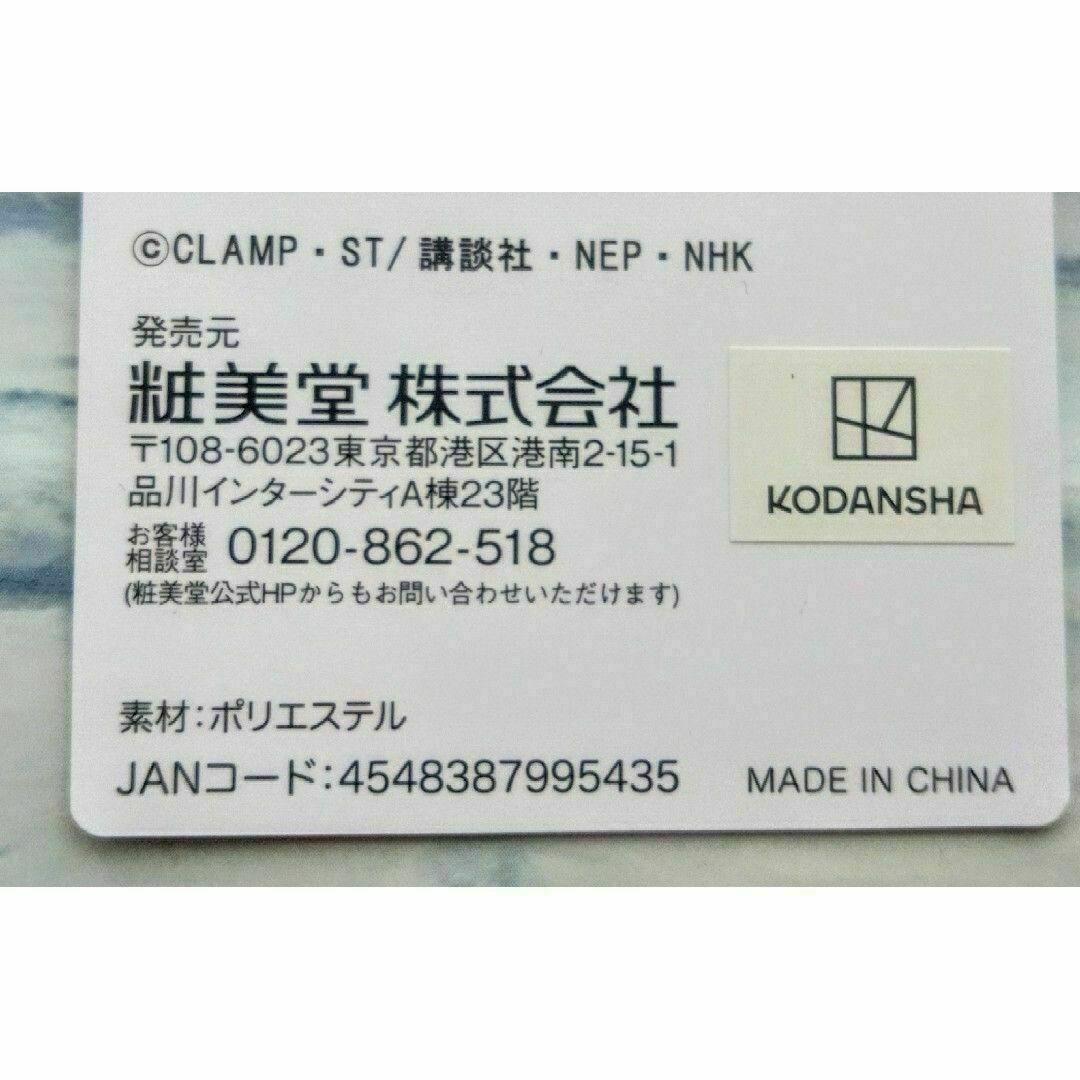 ©CLAMP・ST/講談社・NEP・NHK
発売元
粧美堂 株式会社
〒108-6023東京都港区港南2-15-1
品川インターシティA棟23階
お客様
相談室 0120-862-518
(粧美堂公式HPからもお問い合わせいただけます)
KODANSHA
素材:ポリエステル
JANコード:4548387995435
MADE IN CHINA